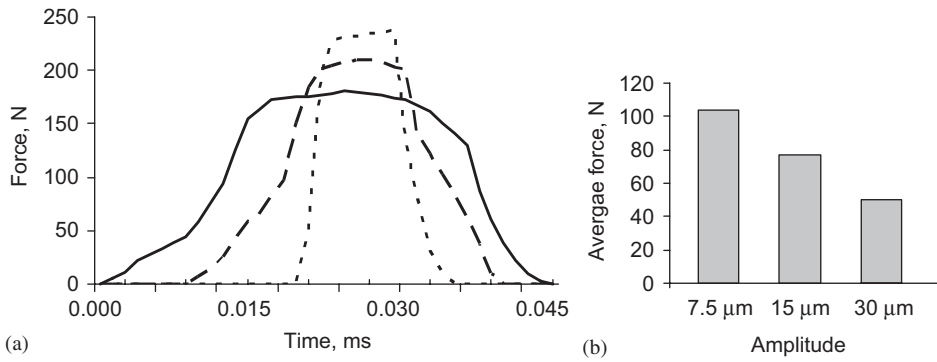 250
200
150
100
50
0
Force, N
0.000 0.015 0.030 0.045
Time, ms
(a)
120
100
80
60
40
20
0
Avergae force, N
7.5 μm 15 μm 30 μm
Amplitude
(b)